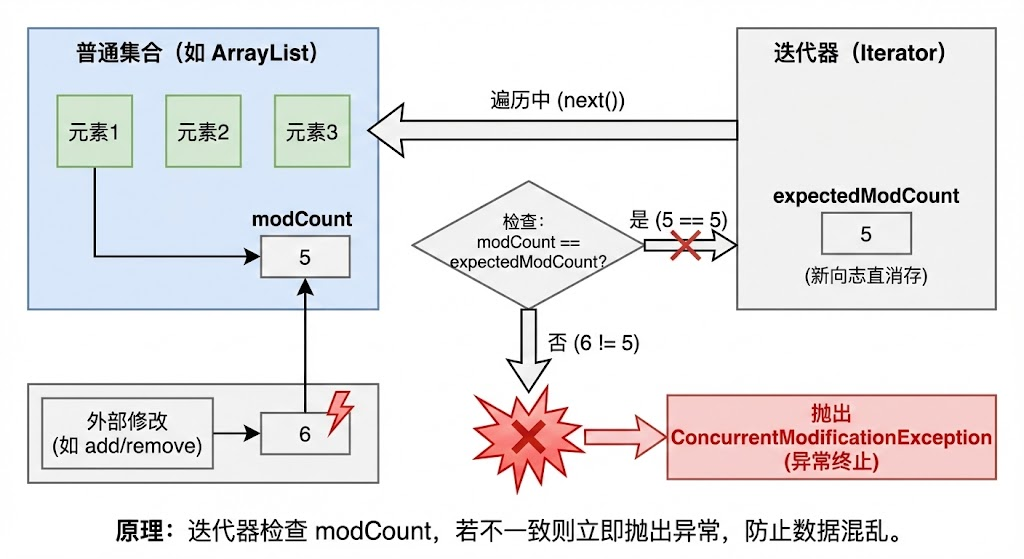 普通集合（如 ArrayList）
元素1
元素2
元素3
modCount
5
外部修改
(如 add/remove)
6
遍历中 (next())
检查：
modCount ==
expectedModCount?
是 (5 == 5)
否 (6 != 5)
迭代器（Iterator）
expectedModCount
5
(新向志直消存)
抛出
ConcurrentModificationException
(异常终止)
原理：迭代器检查 modCount，若不一致则立即抛出异常，防止数据混乱。